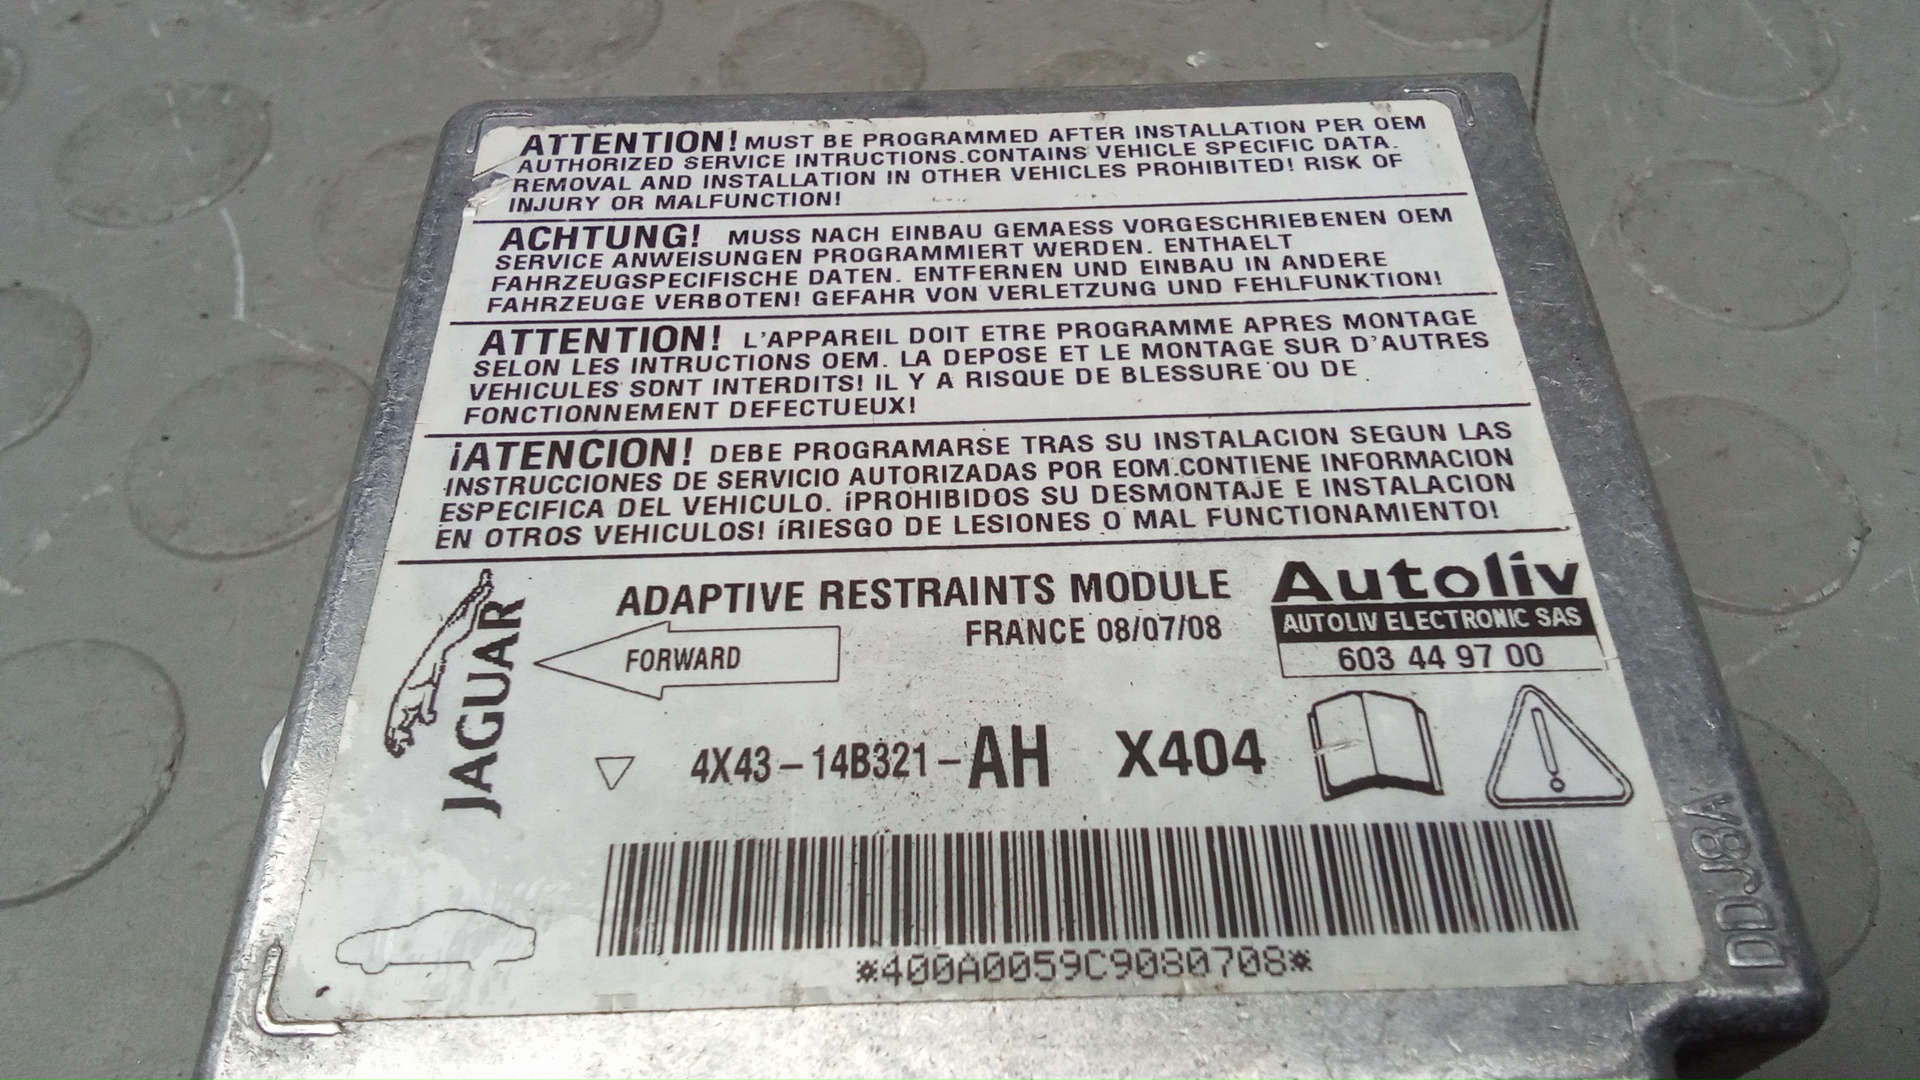 ATTENTION! MUST BE PROGRAMMED AFTER INSTALLATION PER OEM
AUTHORIZED SERVICE INTRUCTIONS.CONTAINS VEHICLE SPECIFIC DATA.
REMOVAL AND INSTALLATION IN OTHER VEHICLES PROHIBITED! RISK OF
INJURY OR MALFUNCTION!
ACHTUNG! MUSS NACH EINBAU GEMAESS VORGESCHRIEBENEN OEM
SERVICE ANWEISUNGEN PROGRAMMIERT WERDEN. ENTHAELT
FAHRZEUGSPECIFISCHE DATEN. ENTFERNEN UND EINBAU IN ANDERE
FAHRZEUGE VERBOTEN! GEFAHR VON VERLETZUNG UND FEHLFUNKTION!
ATTENTION! L'APPAREIL DOIT ETRE PROGRAMME APRES MONTAGE
SELON LES INTRUCTIONS OEM. LA DEPOSE ET LE MONTAGE SUR D'AUTRES
VEHICULES SONT INTERDITS! IL Y A RISQUE DE BLESSURE OU DE
FONCTIONNEMENT DEFECTUEUX!
¡ATENCION! DEBE PROGRAMARSE TRAS SU INSTALACION SEGUN LAS
INSTRUCCIONES DE SERVICIO AUTORIZADAS POR EOM.CONTIENE INFORMACION
ESPECIFICA DEL VEHICULO. ¡PROHIBIDOS SU DESMONTAJE E INSTALACION
EN OTROS VEHICULOS! ¡RIESGO DE LESIONES O MAL FUNCTIONAMIENTO!
JAGUAR
ADAPTIVE RESTRAINTS MODULE
FRANCE 08/07/08
FORWARD
Autoliv
AUTOLIV ELECTRONIC SAS
603 44 97 00
4X43-14B321-AH X404
*400A0059C9080708*
DDJ8A